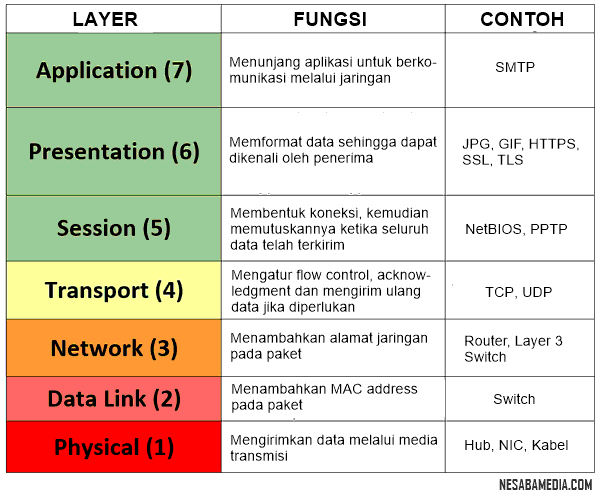 LAYER FUNGSI CONTOH
Application (7)
Menunjang aplikasi untuk berko-
munikasi melalui jaringan
SMTP
Presentation (6)
Memformat data sehingga dapat
dikenali oleh penerima
JPG, GIF, HTTPS,
SSL, TLS
Session (5)
Membentuk koneksi, kemudian
memutuskannya ketika seluruh
data telah terkirim
NetBIOS, PPTP
Transport (4)
Mengatur flow control, acknow-
ledgment dan mengirim ulang
data jika diperlukan
TCP, UDP
Network (3)
Menambahkan alamat jaringan
pada paket
Router, Layer 3
Switch
Data Link (2)
Menambahkan MAC address
pada paket
Switch
Physical (1)
Mengirimkan data melalui media
transmisi
Hub, NIC, Kabel
NESABAMEDIA.COM